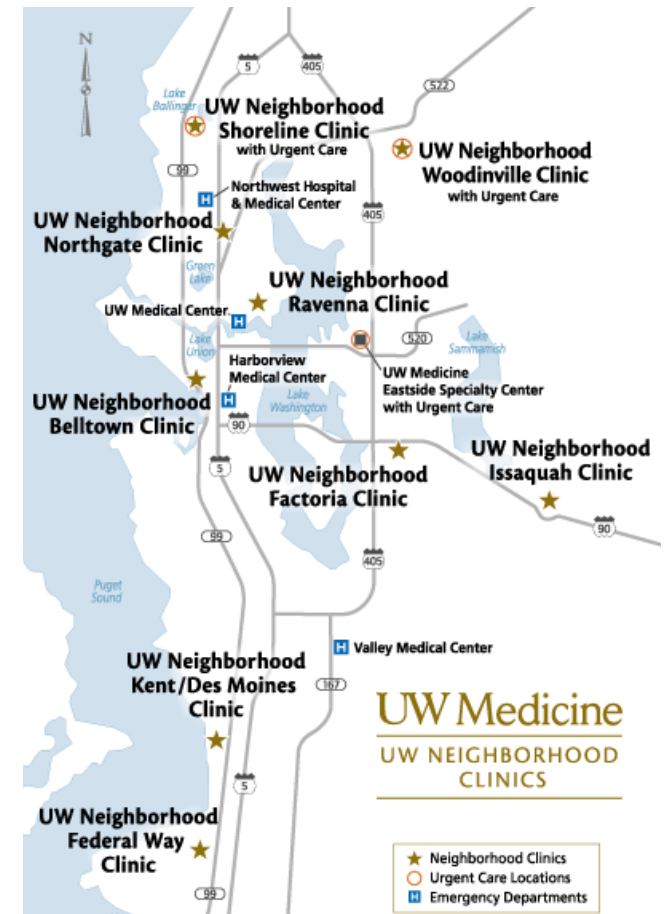 N
5
405
522
Lake
Ballinger
UW Neighborhood
Shoreline Clinic
with Urgent Care
UW Neighborhood
Woodinville Clinic
with Urgent Care
99
Northwest Hospital
& Medical Center
H
405
UW Neighborhood
Northgate Clinic
Green
Lake
UW Neighborhood
Ravenna Clinic
UW Medical Center
H
Lake
Union
520
Lake
Sammamish
Harborview
Medical Center
H
UW Medicine
Eastside Specialty Center
with Urgent Care
UW Neighborhood
Belltown Clinic
Lake
Washington
90
UW Neighborhood
Factoria Clinic
UW Neighborhood
Issaquah Clinic
5
90
99
405
Puget
Sound
H Valley Medical Center
UW Neighborhood
Kent/Des Moines
Clinic
167
UW Medicine
UW NEIGHBORHOOD
CLINICS
5
UW Neighborhood
Federal Way
Clinic
99
Neighborhood Clinics
Urgent Care Locations
H Emergency Departments